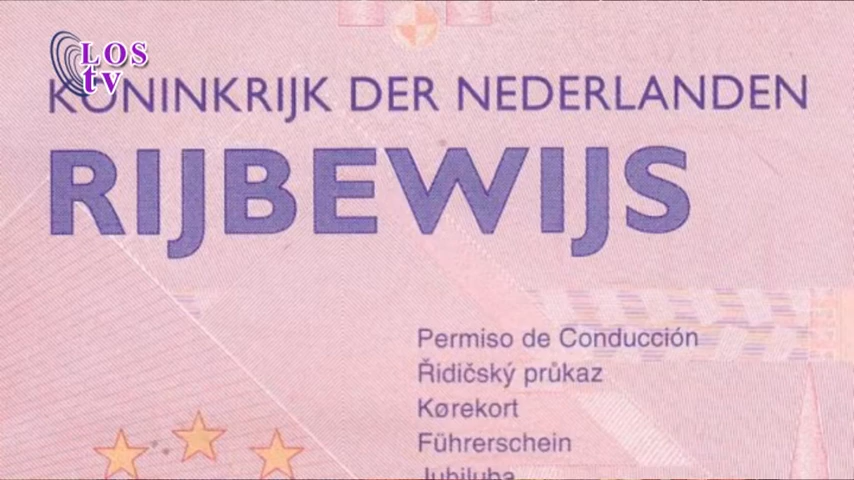 LOS
tv
KONINKRIJK DER NEDERLANDEN
RIJBEWIJS
Permiso de Conducción
Řidičský průkaz
Kørekort
Führerschein